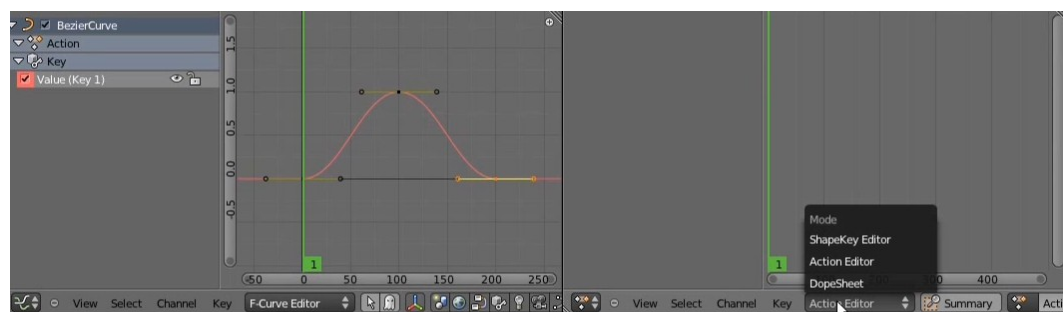 BezierCurve
Action
Key
Value (Key 1)
1.5
1.0
0.5
0.0
-0.5
1
-50 0 50 100 150 200 250
View Select Channel Key F-Curve Editor
Mode
ShapeKey Editor
Action Editor
DopeSheet
1
400
View Select Channel Key Action Editor Summary Acti